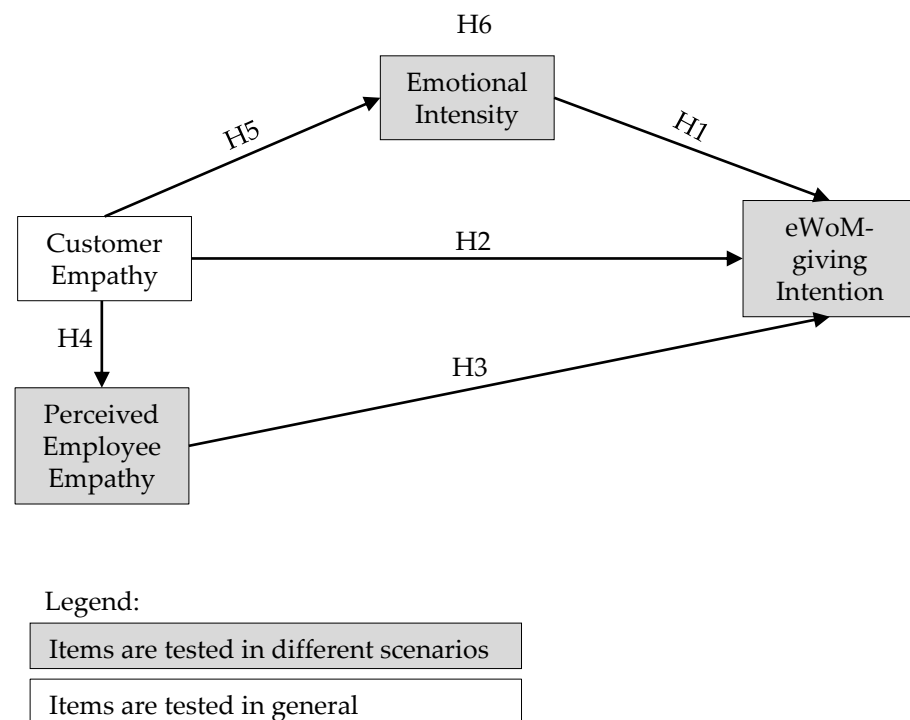 H6
Emotional
Intensity
H5
H1
Customer
Empathy
H2
eWoM-
giving
Intention
H4
H3
Perceived
Employee
Empathy
Legend:
Items are tested in different scenarios
Items are tested in general